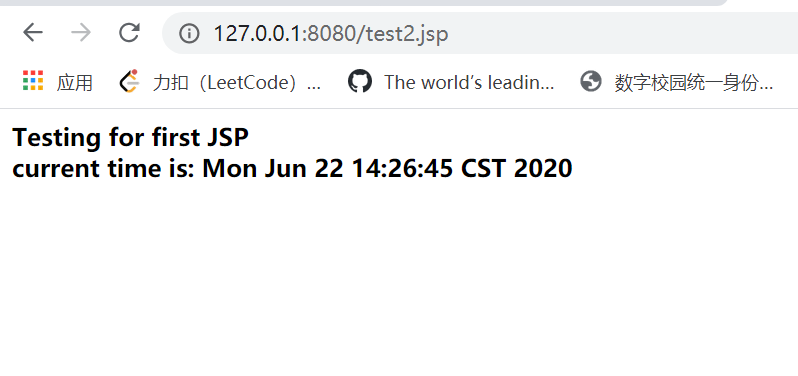 127.0.0.1:8080/test2.jsp
应用 力扣（LeetCode）... The world's leadin... 数字校园统一身份...
Testing for first JSP
current time is: Mon Jun 22 14:26:45 CST 2020